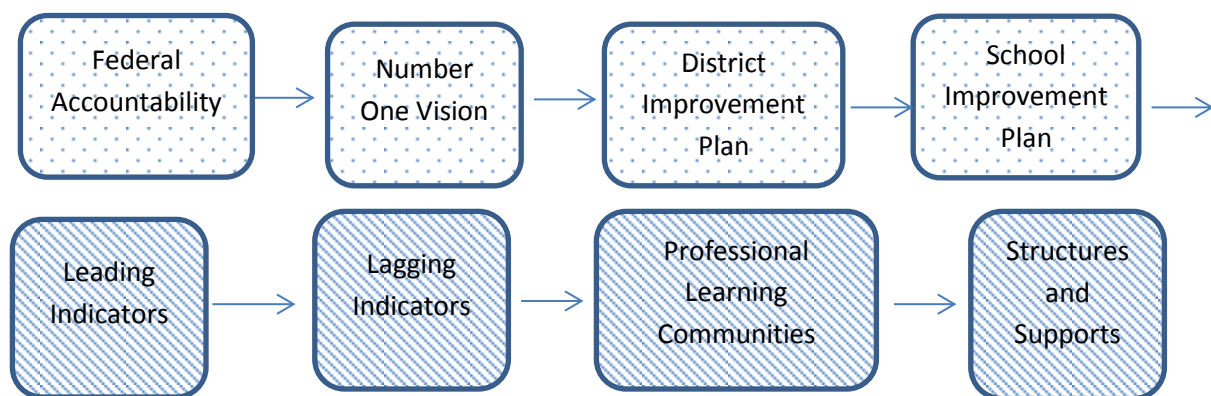 Federal
Accountability
Number
One Vision
District
Improvement
Plan
School
Improvement
Plan
Leading
Indicators
Lagging
Indicators
Professional
Learning
Communities
Structures
and
Supports